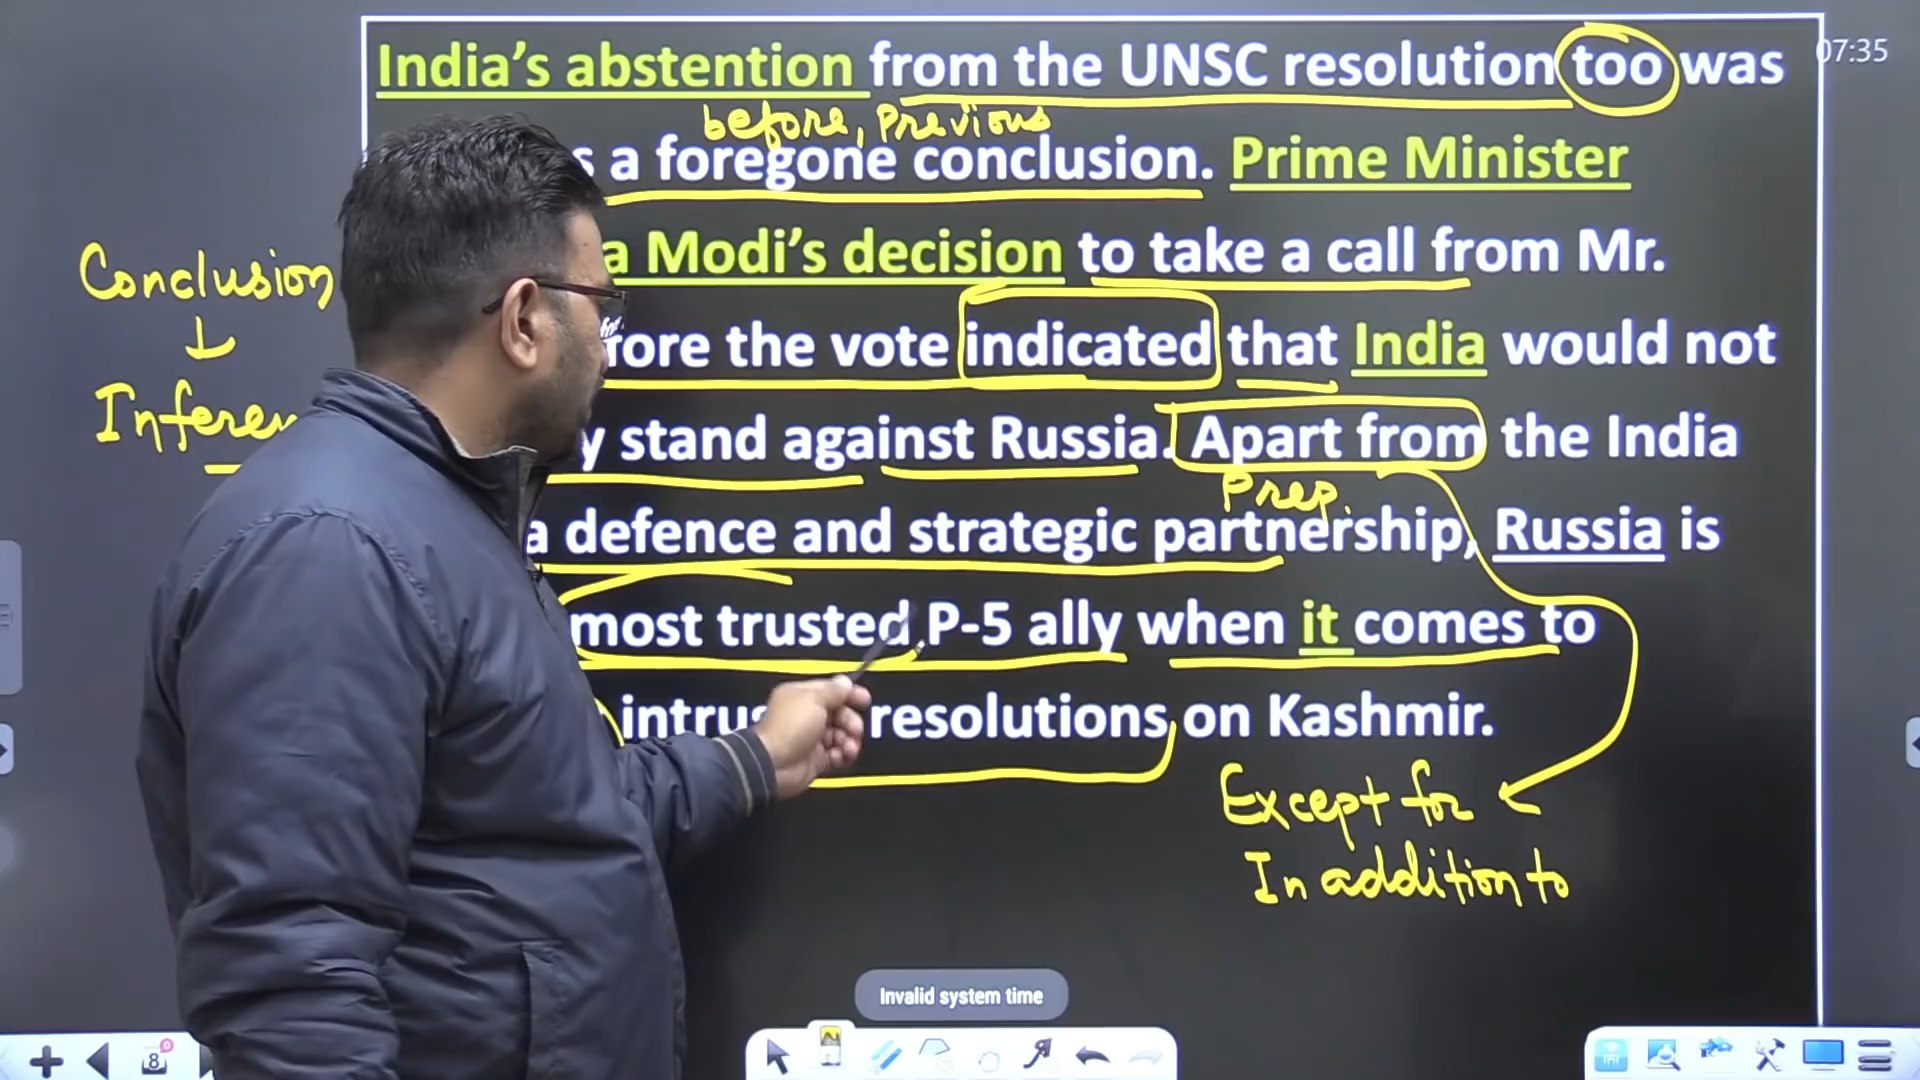 India's abstention from the UNSC resolution too was
07:35
before, Previous
a foregone conclusion. Prime Minister
Modi's decision to take a call from Mr.
Conclusion
the vote indicated that India would not
stand against Russia. Apart from the India
Prep.
a defence and strategic partnership, Russia is
most trusted P-5 ally when it comes to
resolutions on Kashmir.
Except for
In addition to
Invalid system time
8